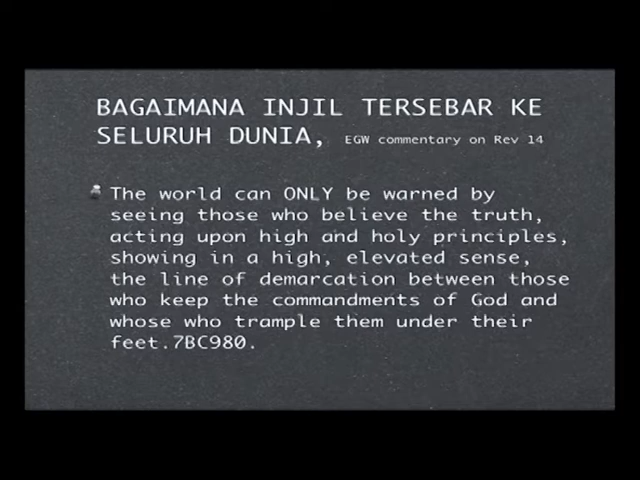 BAGAIMANA INJIL TERSEBAR KE
SELURUH DUNIA, EGW commentary on Rev 14
The world can ONLY be warned by
seeing those who believe the truth,
acting upon high and holy principles,
showing in a high, elevated sense,
the line of demarcation between those
who keep the commandments of God and
whose who trample them under their
feet.7BC980.